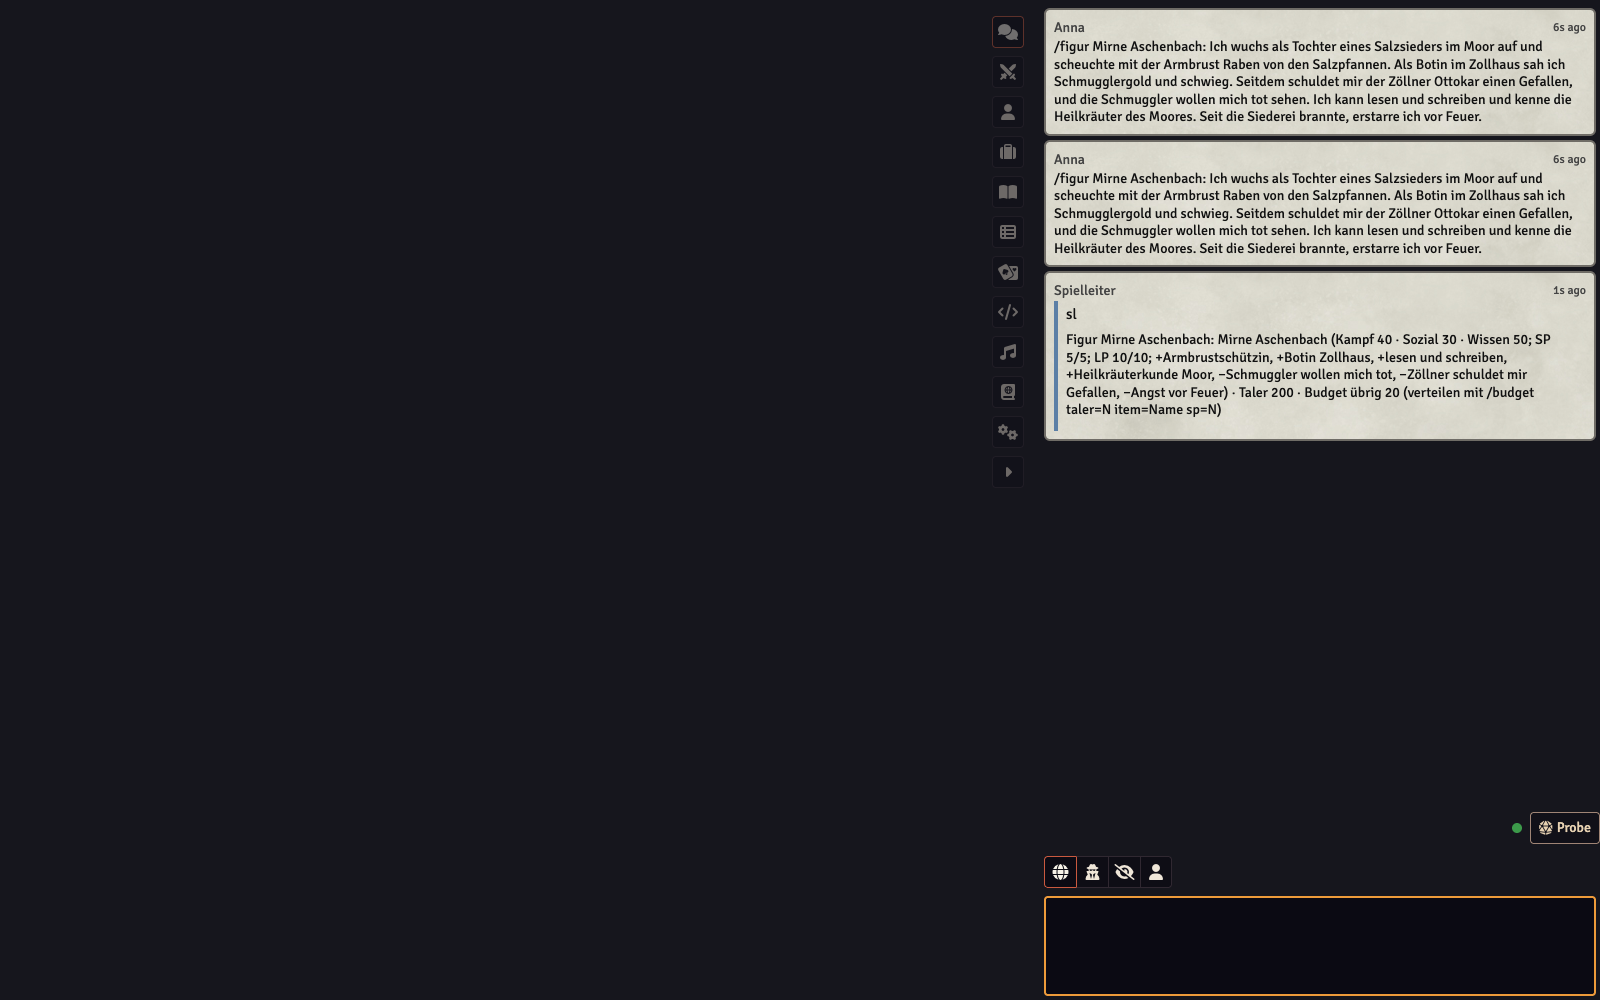 Anna
6s ago
/figur Mirne Aschenbach: Ich wuchs als Tochter eines Salzsieders im Moor auf und
scheuchte mit der Armbrust Raben von den Salzpfannen. Als Botin im Zollhaus sah ich
Schmugglergold und schwieg. Seitdem schuldet mir der Zöllner Ottokar einen Gefallen,
und die Schmuggler wollen mich tot sehen. Ich kann lesen und schreiben und kenne die
Heilkräuter des Moores. Seit die Siederei brannte, erstarre ich vor Feuer.
Anna
6s ago
/figur Mirne Aschenbach: Ich wuchs als Tochter eines Salzsieders im Moor auf und
scheuchte mit der Armbrust Raben von den Salzpfannen. Als Botin im Zollhaus sah ich
Schmugglergold und schwieg. Seitdem schuldet mir der Zöllner Ottokar einen Gefallen,
und die Schmuggler wollen mich tot sehen. Ich kann lesen und schreiben und kenne die
Heilkräuter des Moores. Seit die Siederei brannte, erstarre ich vor Feuer.
Spielleiter
1s ago
sl
Figur Mirne Aschenbach: Mirne Aschenbach (Kampf 40 · Sozial 30 · Wissen 50; SP
5/5; LP 10/10; +Armbrustschützin, +Botin Zollhaus, +lesen und schreiben,
+Heilkräuterkunde Moor, −Schmuggler wollen mich tot, −Zöllner schuldet mir
Gefallen, −Angst vor Feuer) · Taler 200 · Budget übrig 20 (verteilen mit /budget
taler=N item=Name sp=N)
Probe